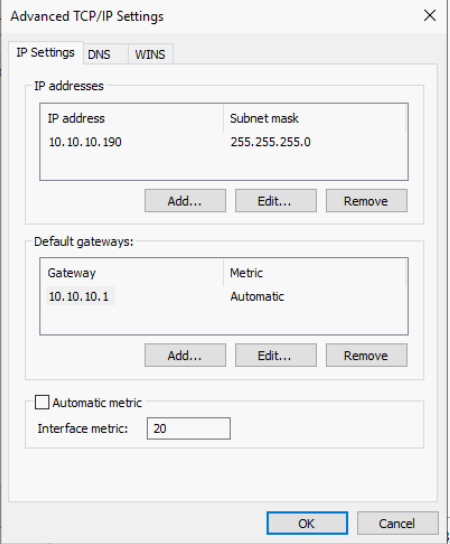 Advanced TCP/IP Settings
IP Settings DNS WINS
IP addresses
IP address Subnet mask
10.10.10.190 255.255.255.0
Add... Edit... Remove
Default gateways:
Gateway Metric
10.10.10.1 Automatic
Add... Edit... Remove
Automatic metric
Interface metric: 20
OK Cancel